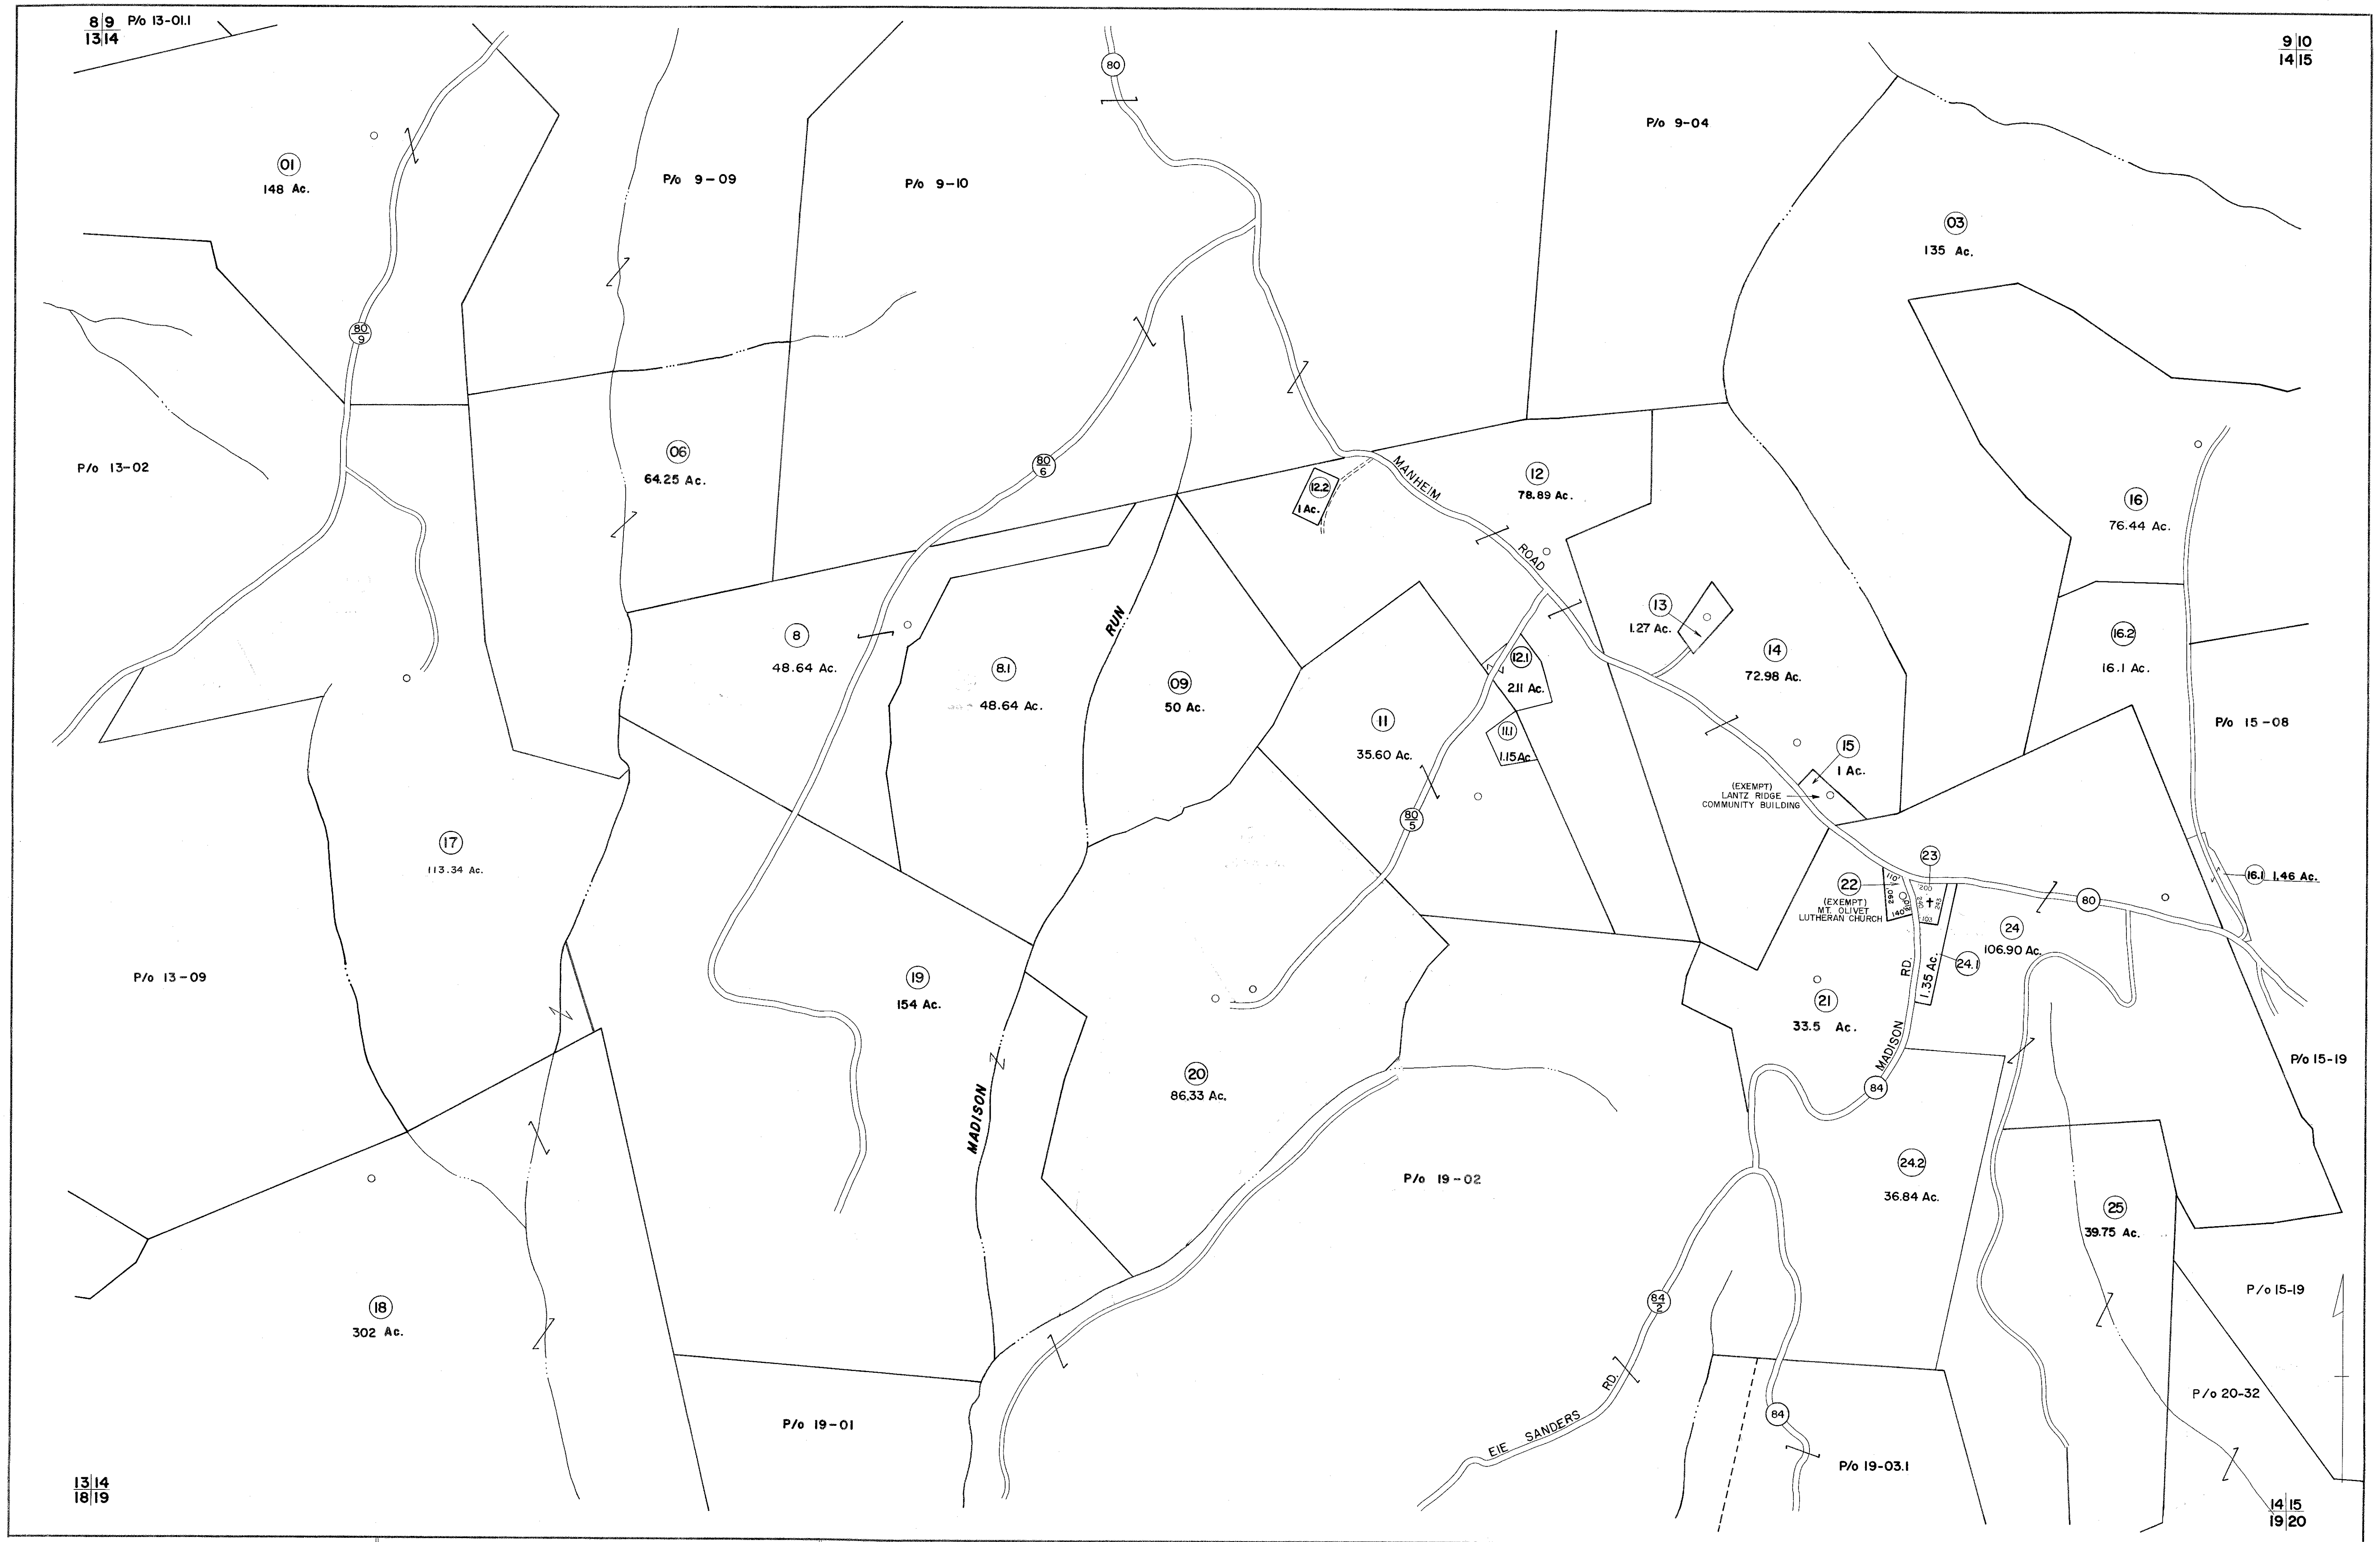 8|9 P/o 13-01.1
13|14
9|10
14|15
80
P/o 9-04
01
148 Ac.
P/o 9-09
P/o 9-10
03
135 Ac.
80
9
P/o 13-02
06
64.25 Ac.
80
6
12.2
1 Ac.
MANHEIM
ROAD
12
78.89 Ac.
16
76.44 Ac.
8
48.64 Ac.
8.1
48.64 Ac.
RUN
09
50 Ac.
13
1.27 Ac.
14
72.98 Ac.
16.2
16.1 Ac.
12.1
2.11 Ac.
11
35.60 Ac.
11.1
1.15 Ac
P/o 15-08
15
1 Ac.
(EXEMPT)
LANTZ RIDGE
COMMUNITY BUILDING
80
5
17
113.34 Ac.
23
22
(EXEMPT)
MT. OLIVET
LUTHERAN CHURCH
110'
290'
140'
210'
200
240
243
103
80
16.1 1.46 Ac.
24
106.90 Ac.
24.1
1.35 Ac.
P/o 13-09
19
154 Ac.
21
33.5 Ac.
MADISON
RD.
84
P/o 15-19
20
86.33 Ac.
MADISON
P/o 19-02
24.2
36.84 Ac.
25
39.75 Ac.
18
302 Ac.
84
2
P/o 15-19
EIE SANDERS RD.
84
P/o 20-32
P/o 19-01
P/o 19-03.1
13|14
18|19
14|15
19|20